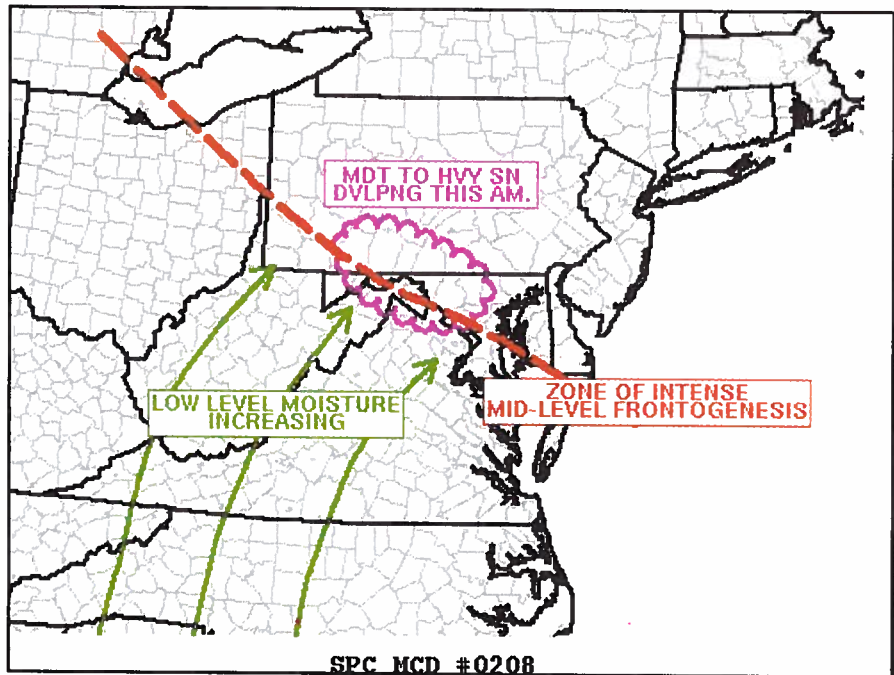 MDT TO HVY SN
DVLPNG THIS AM.
LOW LEVEL MOISTURE
INCREASING
ZONE OF INTENSE
MID-LEVEL FRONTOGENESIS
SPC MCD #0208